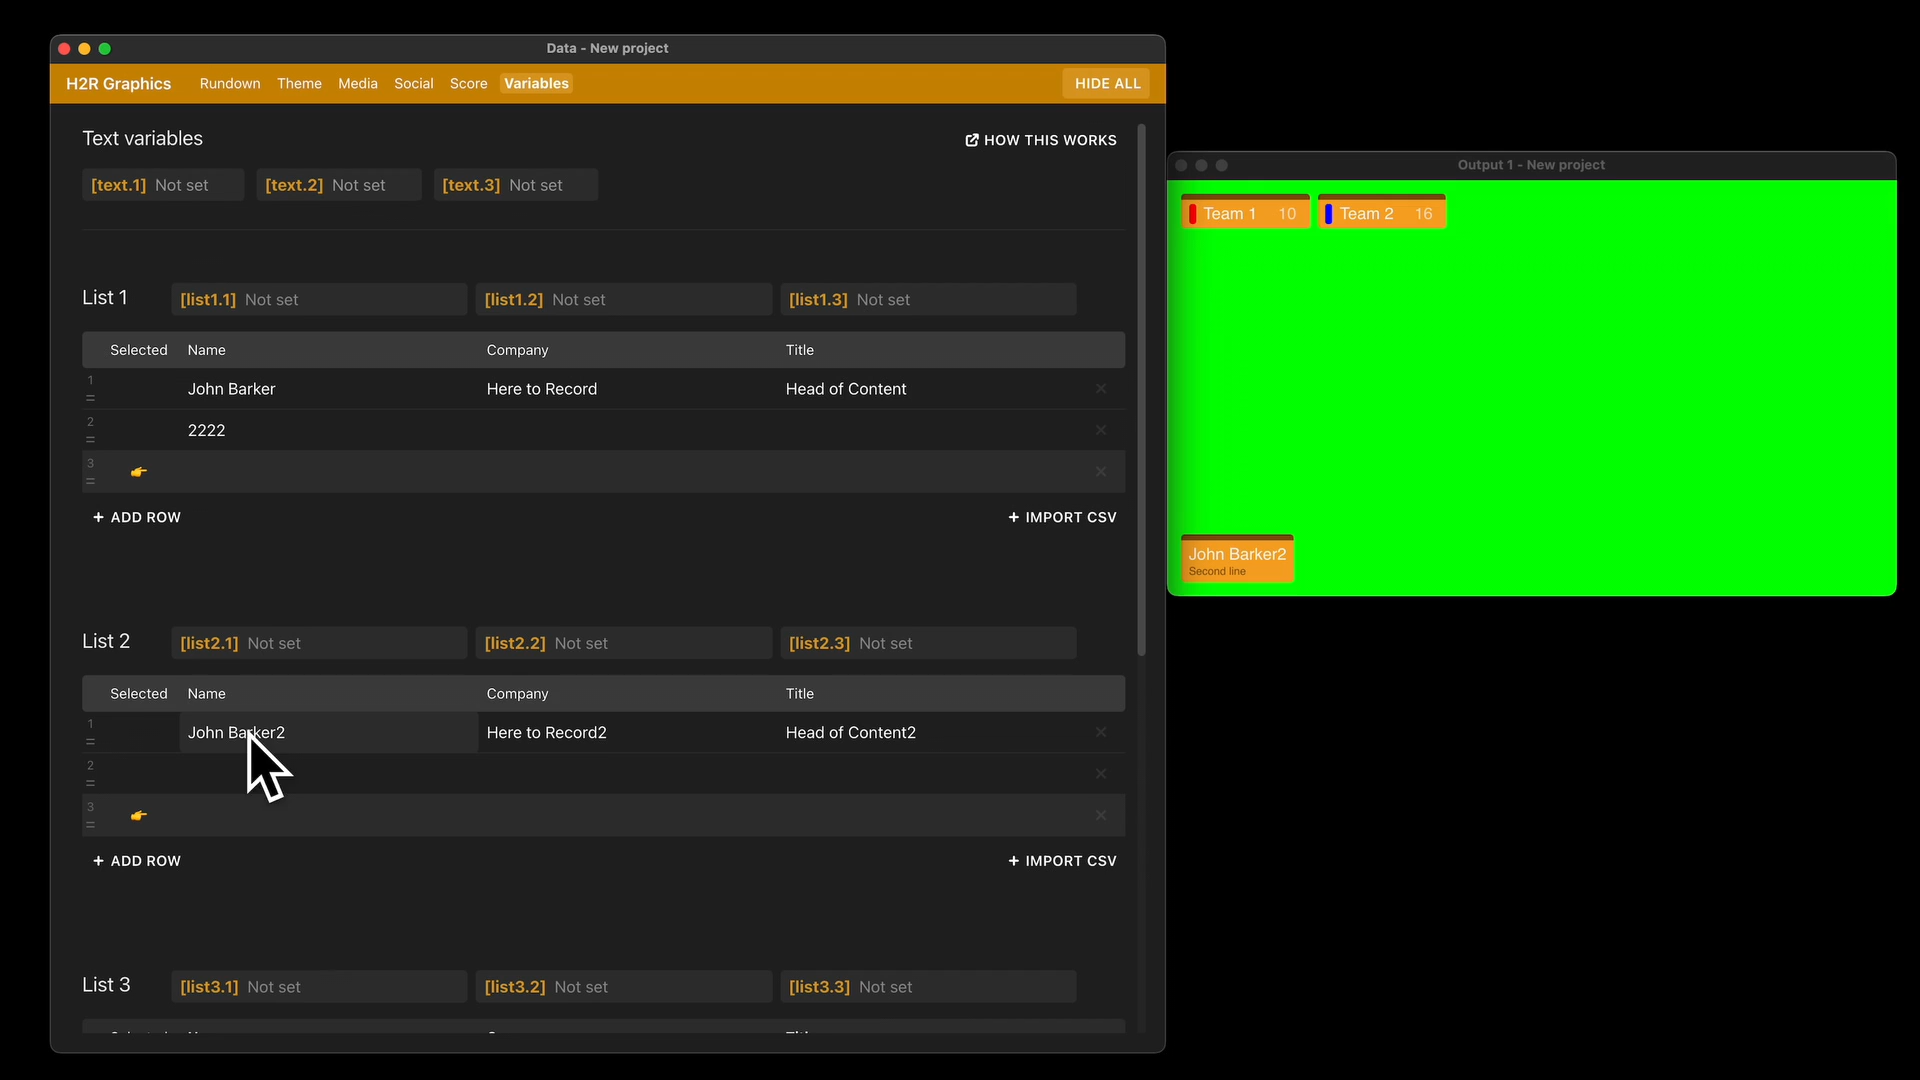 Data - New project
H2R Graphics Rundown Theme Media Social Score Variables HIDE ALL
Text variables
HOW THIS WORKS
[text.1] Not set [text.2] Not set [text.3] Not set
List 1 [list1.1] Not set [list1.2] Not set [list1.3] Not set
Selected Name Company Title
1 John Barker Here to Record Head of Content
2 2222
3
+ ADD ROW + IMPORT CSV
List 2 [list2.1] Not set [list2.2] Not set [list2.3] Not set
Selected Name Company Title
1 John Barker2 Here to Record2 Head of Content2
2
3
+ ADD ROW + IMPORT CSV
List 3 [list3.1] Not set [list3.2] Not set [list3.3] Not set
Output 1 - New project
Team 1 10 Team 2 16
John Barker2
Second line